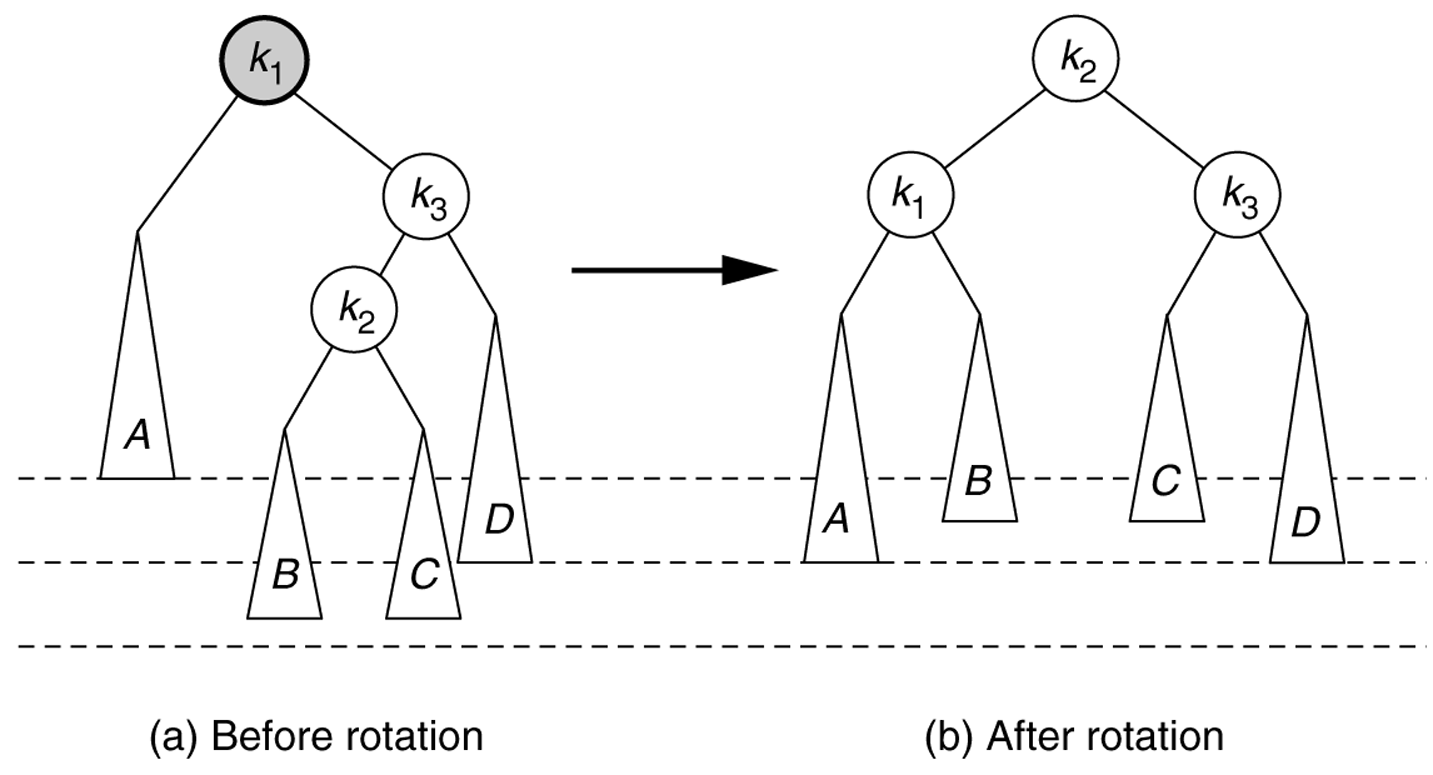 k₁ k₂
k₃ k₁ k₃
k₂
A B C D A B C D
(a) Before rotation (b) After rotation